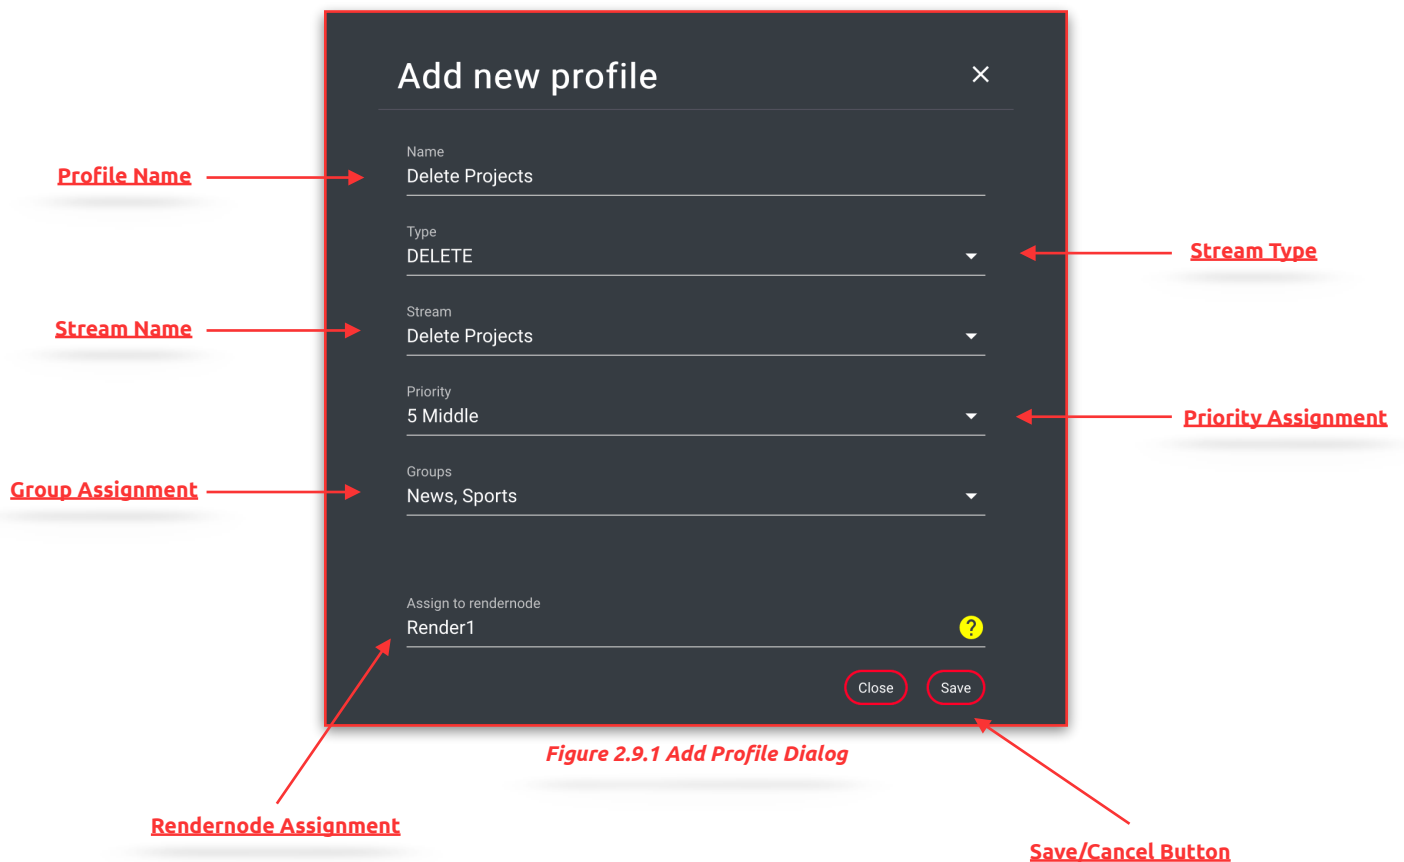 Add new profile
Name
Profile Name
Delete Projects
Type
DELETE
Stream Type
Stream
Stream Name
Delete Projects
Priority
5 Middle
Priority Assignment
Groups
Group Assignment
News, Sports
Assign to rendernode
Render1
?
Close
Save
Figure 2.9.1 Add Profile Dialog
Rendernode Assignment
Save/Cancel Button